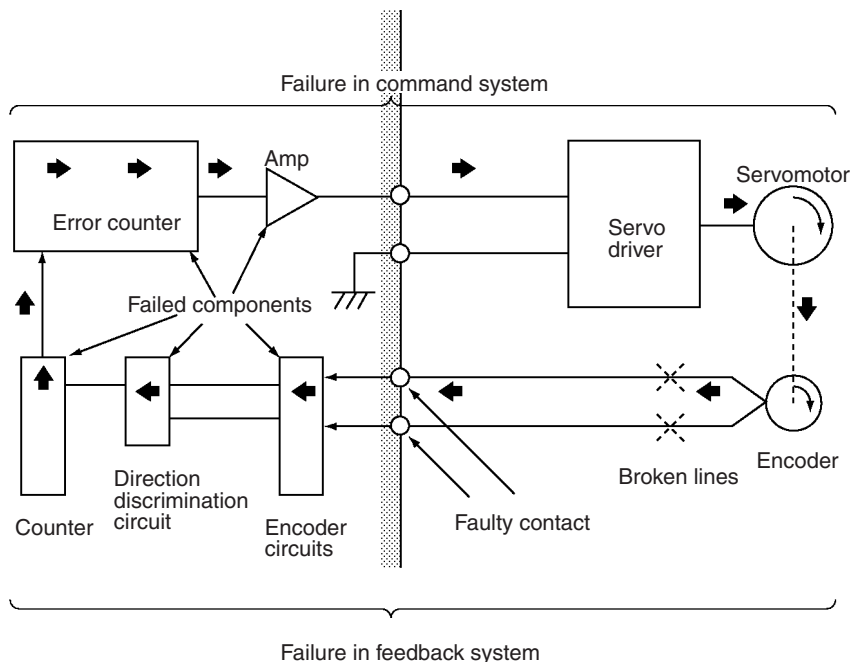 Failure in command system
Amp
Servomotor
Error counter
Servo
driver
Failed components
Direction
discrimination
circuit
Counter
Encoder
circuits
Faulty contact
Broken lines
Encoder
Failure in feedback system